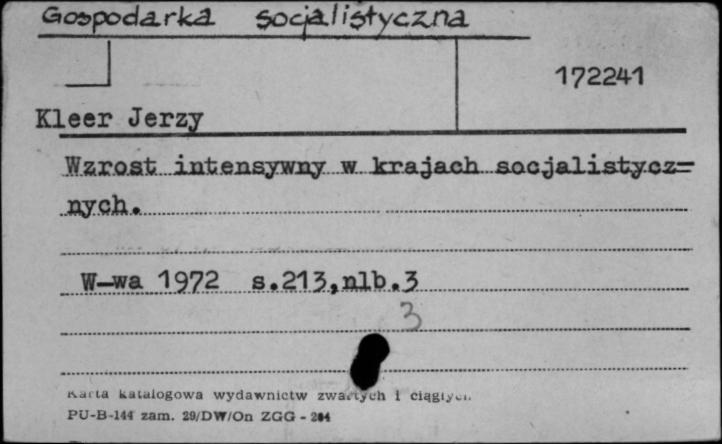 Gospodarka socjalistyczna
172241
Kleer Jerzy
Wzrost intensywny w krajach socjalistycz=
nych.
W-wa 1972 s.213,nlb.3
3
Karta katalogowa wydawnictw zwartych i ciągłych
PU-B-144 zam. 29/DW/On ZGG - 204